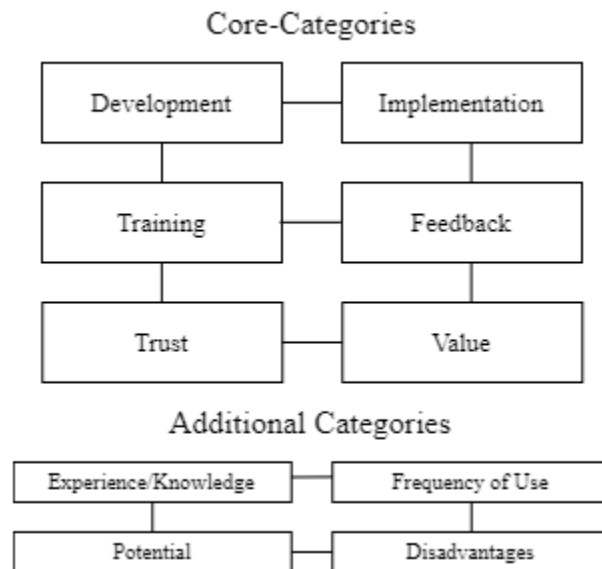 Core-Categories
Development
Implementation
Training
Feedback
Trust
Value
Additional Categories
Experience/Knowledge
Frequency of Use
Potential
Disadvantages